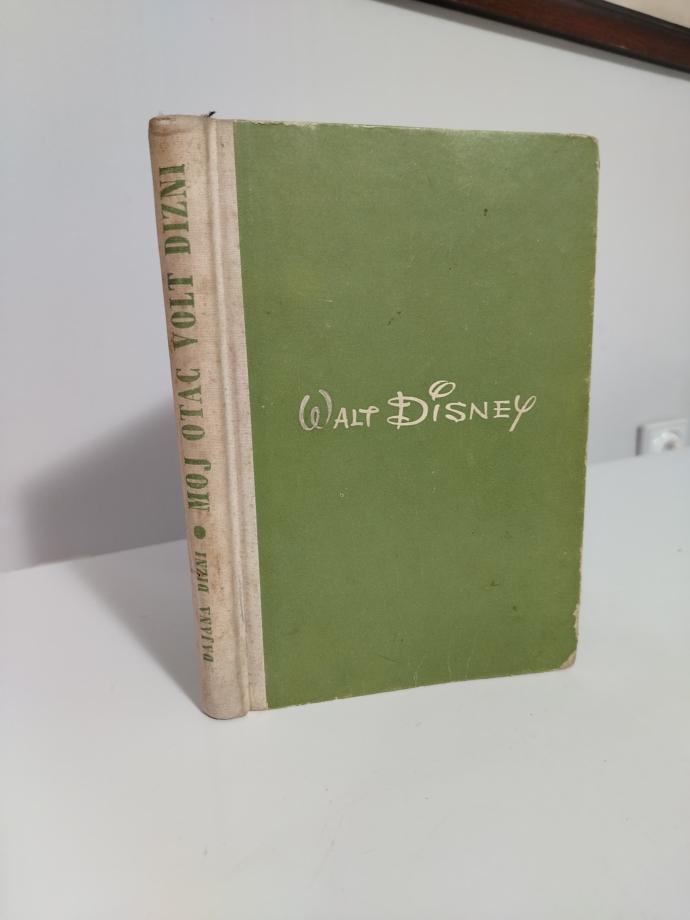 DAJANA DIZNI • MOJ OTAC VOLT DIZNI
WALT DISNEY